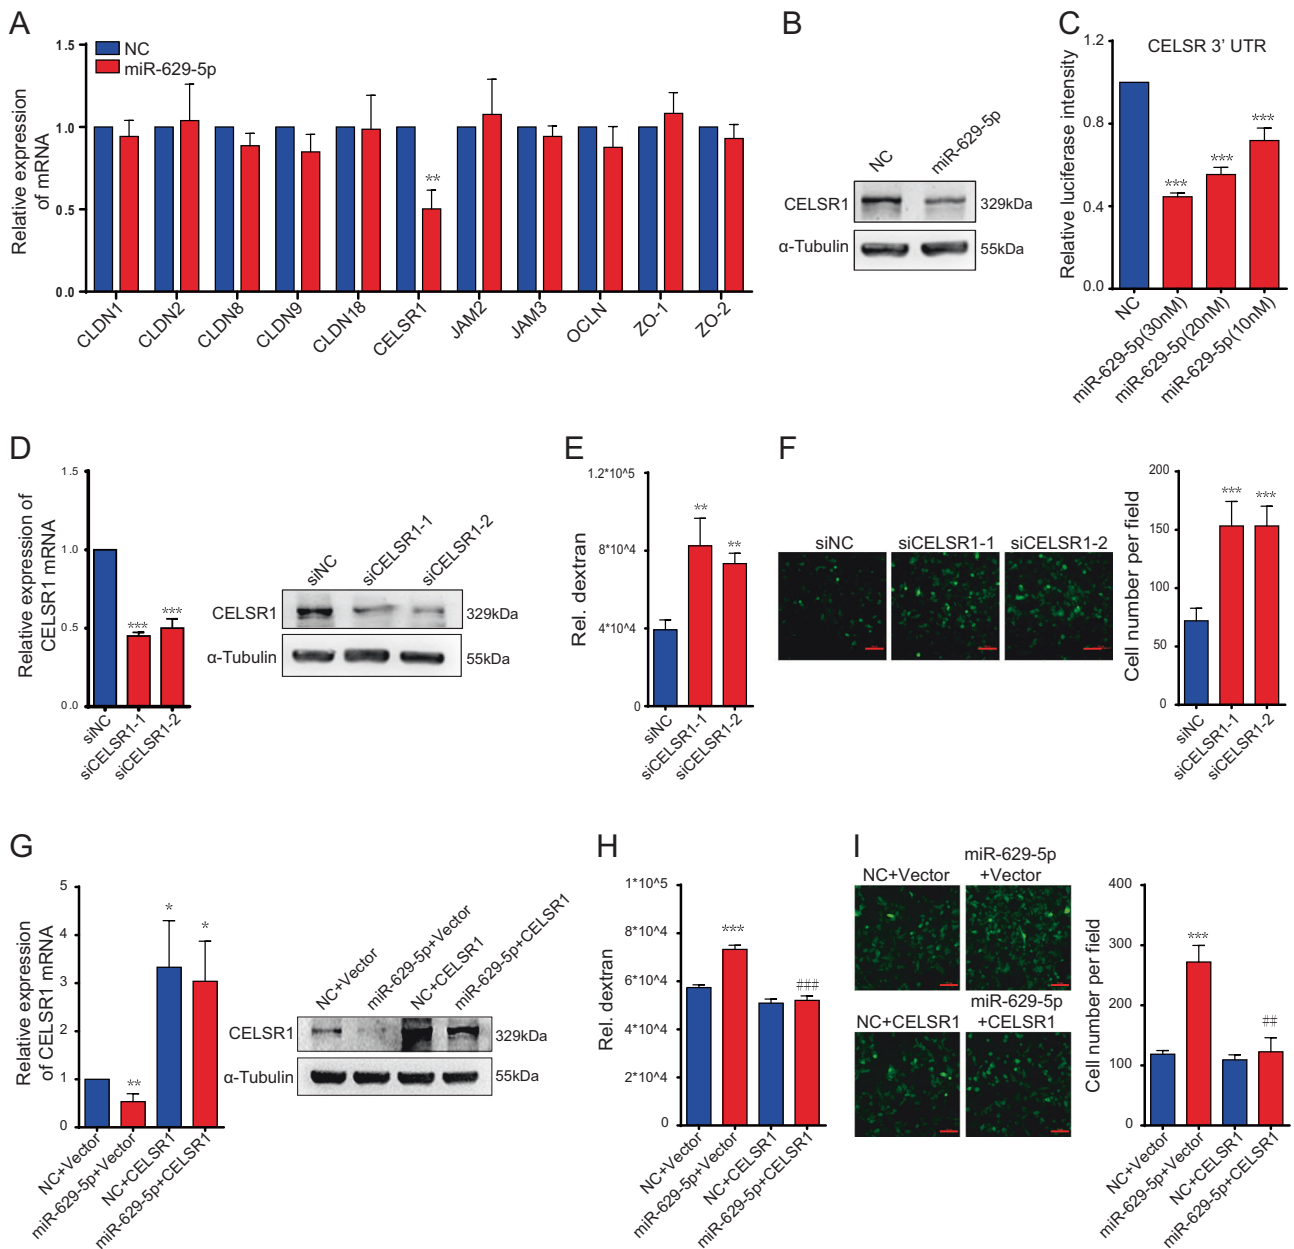 A
NC
miR-629-5p
Relative expression
of mRNA
1.5
1.0
0.5
0.0
**
CLDN1
CLDN2
CLDN8
CLDN9
CLDN18
CELSR1
JAM2
JAM3
OCLN
ZO-1
ZO-2
B
NC
miR-629-5p
CELSR1
329kDa
α-Tubulin
55kDa
C
CELSR 3' UTR
Relative luciferase intensity
1.2
0.8
0.4
0.0
***
***
***
NC
miR-629-5p(30nM)
miR-629-5p(20nM)
miR-629-5p(10nM)
D
Relative expression of
CELSR1 mRNA
1.5
1.0
0.5
0.0
***
***
siNC
siCELSR1-1
siCELSR1-2
siNC
siCELSR1-1
siCELSR1-2
CELSR1
329kDa
α-Tubulin
55kDa
E
Rel. dextran
1.2*10^5
8*10^4
4*10^4
0
**
**
siNC
siCELSR1-1
siCELSR1-2
F
siNC
siCELSR1-1
siCELSR1-2
Cell number per field
200
150
100
50
0
***
***
siNC
siCELSR1-1
siCELSR1-2
G
Relative expression
of CELSR1 mRNA
5
4
3
2
1
0
**
*
*
NC+Vector
miR-629-5p+Vector
NC+CELSR1
miR-629-5p+CELSR1
NC+Vector
miR-629-5p+Vector
NC+CELSR1
miR-629-5p+CELSR1
CELSR1
329kDa
α-Tubulin
55kDa
H
Rel. dextran
1*10^5
8*10^4
6*10^4
4*10^4
2*10^4
0
***
###
NC+Vector
miR-629-5p+Vector
NC+CELSR1
miR-629-5p+CELSR1
I
NC+Vector
miR-629-5p
+Vector
NC+CELSR1
miR-629-5p
+CELSR1
Cell number per field
400
300
200
100
0
***
##
NC+Vector
miR-629-5p+Vector
NC+CELSR1
miR-629-5p+CELSR1